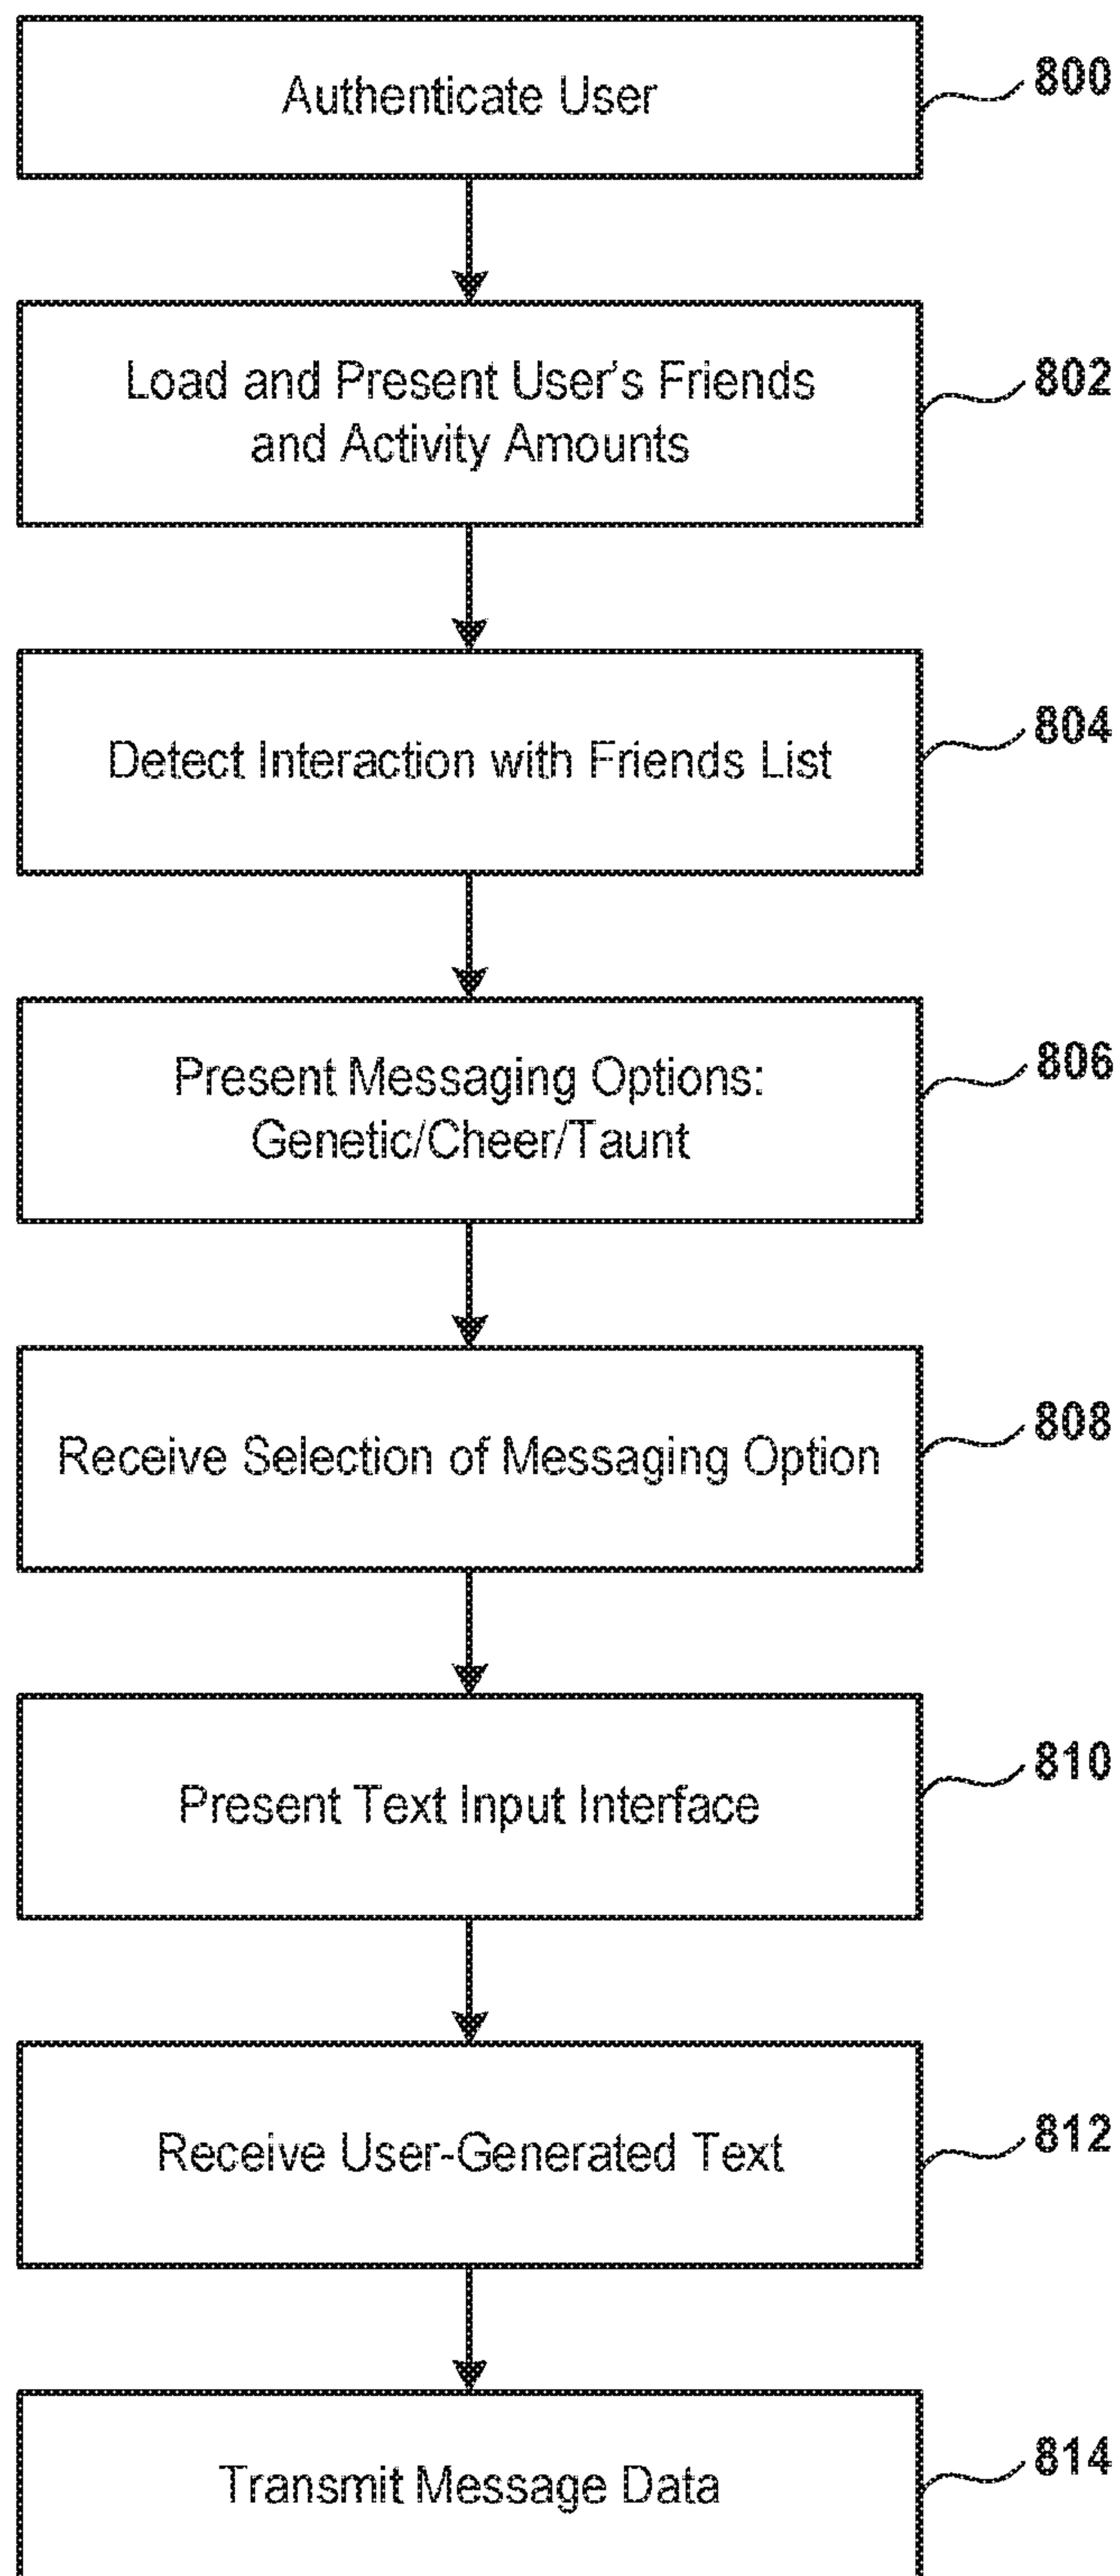 Authenticate User
800
Load and Present User's Friends
and Activity Amounts
802
Detect Interaction with Friends List
804
Present Messaging Options:
Genetic/Cheer/Taunt
806
Receive Selection of Messaging Option
808
Present Text Input Interface
810
Receive User-Generated Text
812
Transmit Message Data
814